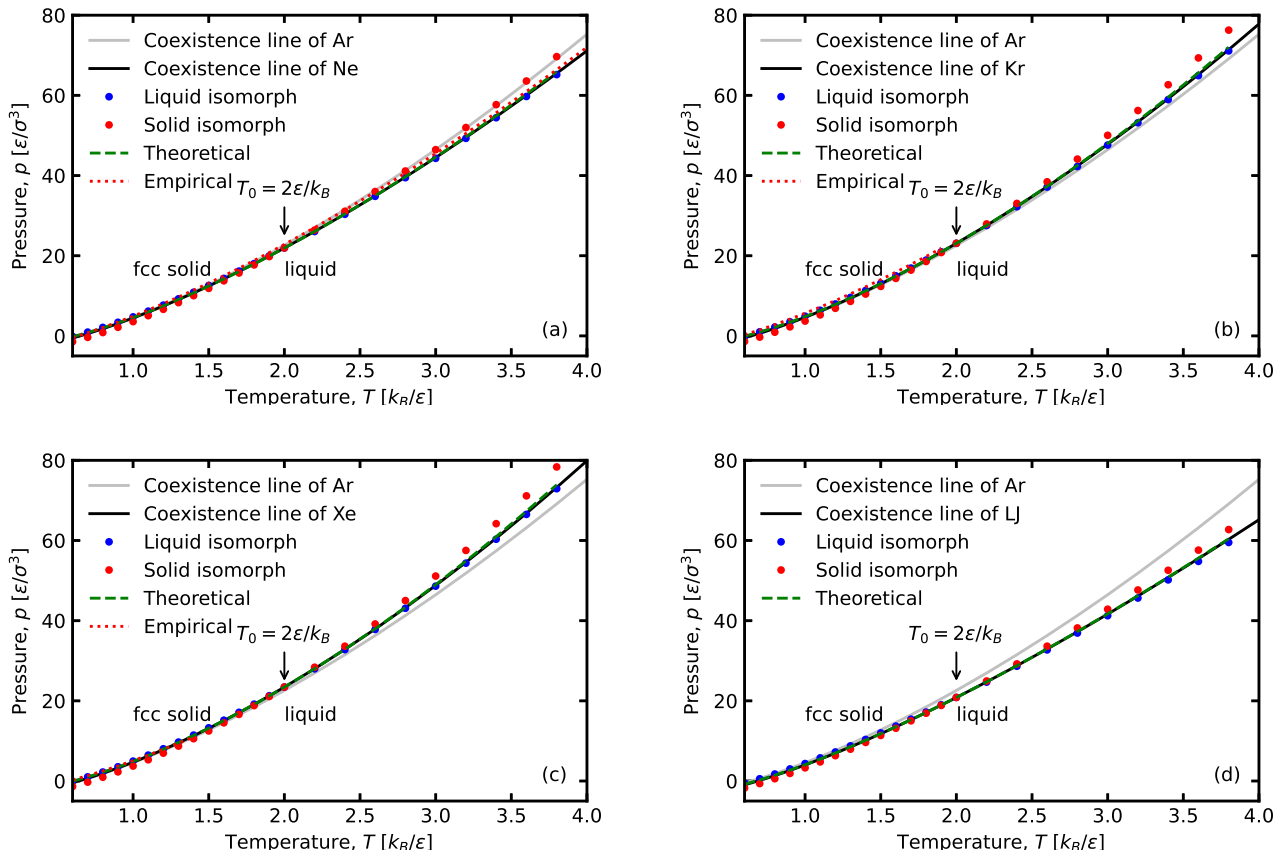 80
60
40
20
0
Pressure, p [ε/σ³]
Coexistence line of Ar
Coexistence line of Ne
Liquid isomorph
Solid isomorph
Theoretical
Empirical
T₀ = 2ε/k_B
fcc solid
liquid
(a)
1.0 1.5 2.0 2.5 3.0 3.5 4.0
Temperature, T [k_B/ε]
80
60
40
20
0
Pressure, p [ε/σ³]
Coexistence line of Ar
Coexistence line of Kr
Liquid isomorph
Solid isomorph
Theoretical
Empirical
T₀ = 2ε/k_B
fcc solid
liquid
(b)
1.0 1.5 2.0 2.5 3.0 3.5 4.0
Temperature, T [k_B/ε]
80
60
40
20
0
Pressure, p [ε/σ³]
Coexistence line of Ar
Coexistence line of Xe
Liquid isomorph
Solid isomorph
Theoretical
Empirical
T₀ = 2ε/k_B
fcc solid
liquid
(c)
1.0 1.5 2.0 2.5 3.0 3.5 4.0
Temperature, T [k_B/ε]
80
60
40
20
0
Pressure, p [ε/σ³]
Coexistence line of Ar
Coexistence line of LJ
Liquid isomorph
Solid isomorph
Theoretical
T₀ = 2ε/k_B
fcc solid
liquid
(d)
1.0 1.5 2.0 2.5 3.0 3.5 4.0
Temperature, T [k_B/ε]